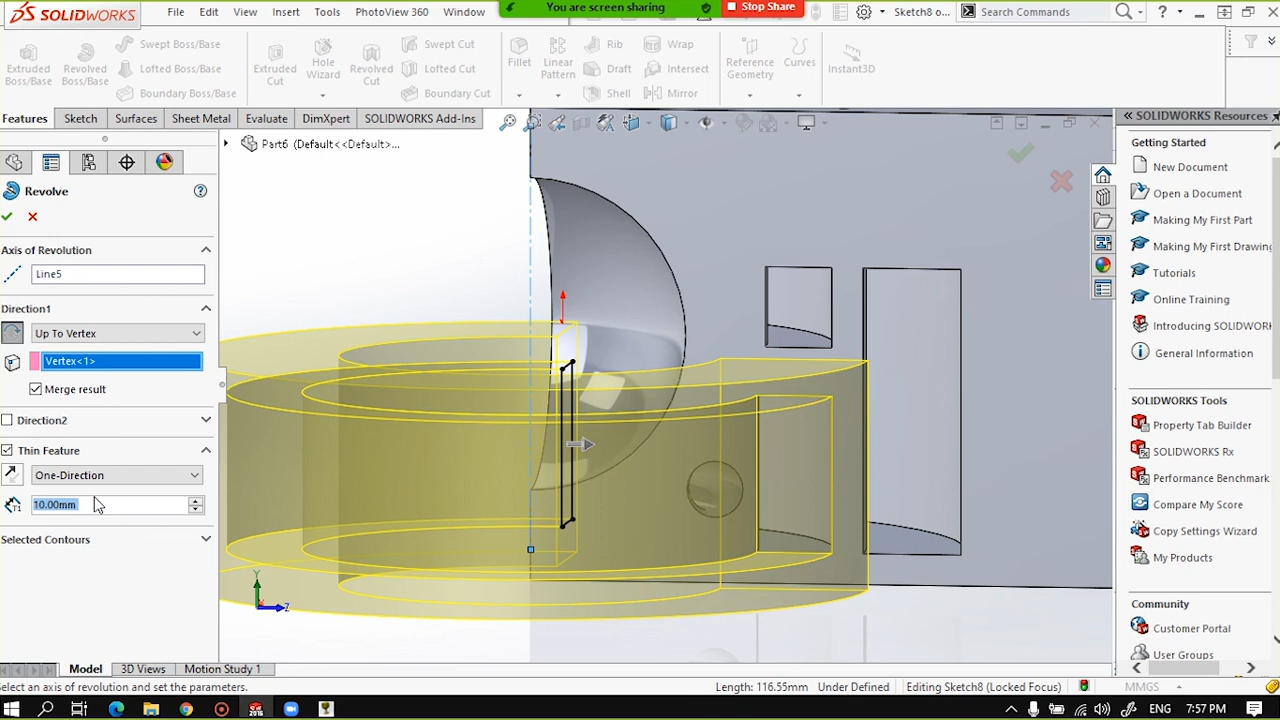 SOLIDWORKS
File Edit View Insert Tools PhotoView 360 Window
You are screen sharing
Stop Share
Sketch8 o...
Search Commands
Extruded Boss/Base
Revolved Boss/Base
Swept Boss/Base
Lofted Boss/Base
Boundary Boss/Base
Extruded Cut
Hole Wizard
Revolved Cut
Swept Cut
Lofted Cut
Boundary Cut
Fillet
Linear Pattern
Rib
Draft
Shell
Wrap
Intersect
Mirror
Reference Geometry
Curves
Instant3D
Features Sketch Surfaces Sheet Metal Evaluate DimXpert SOLIDWORKS Add-Ins
Part6 (Default<<Default>...
Revolve
Axis of Revolution
Line5
Direction1
Up To Vertex
Vertex<1>
Merge result
Direction2
Thin Feature
One-Direction
10.00mm
Selected Contours
Y
Z
SOLIDWORKS Resources
Getting Started
New Document
Open a Document
Making My First Part
Making My First Drawing
Tutorials
Online Training
Introducing SOLIDWORK
General Information
SOLIDWORKS Tools
Property Tab Builder
SOLIDWORKS Rx
Performance Benchmark
Compare My Score
Copy Settings Wizard
My Products
Community
Customer Portal
User Groups
Model 3D Views Motion Study 1
Select an axis of revolution and set the parameters.
Length: 116.55mm Under Defined Editing Sketch8 (Locked Focus) MMGS
ENG 7:57 PM